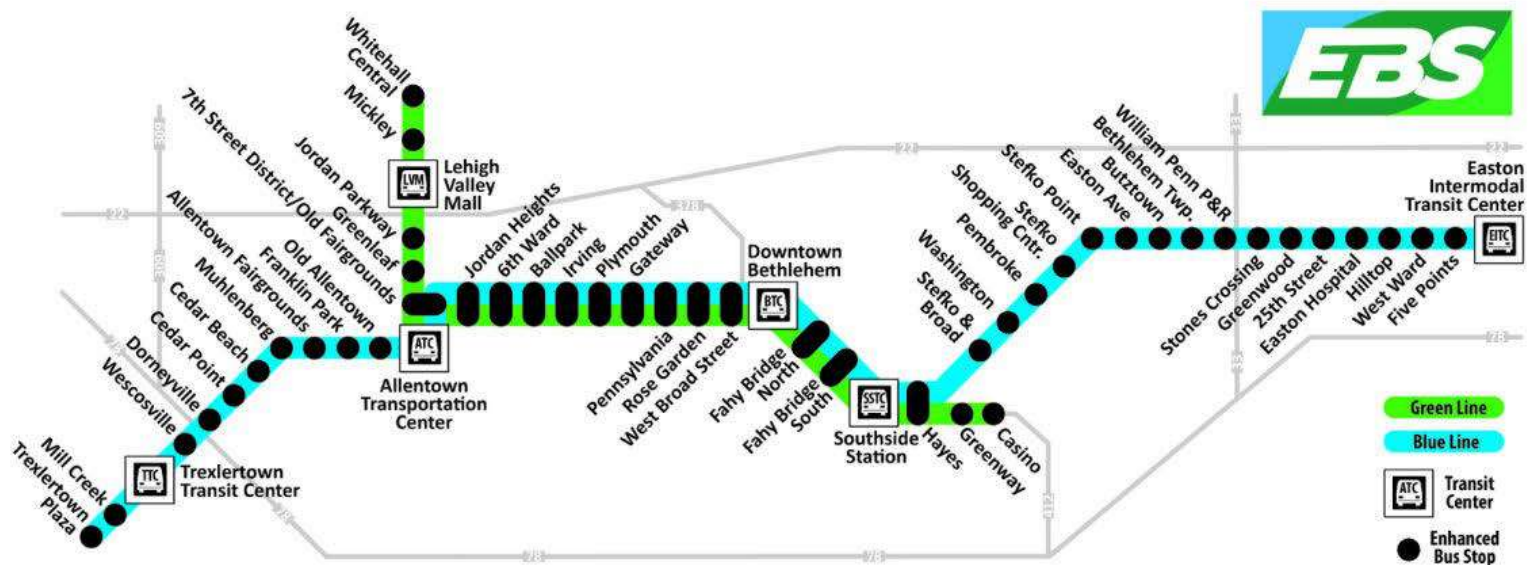 EBS
Whitehall
Central
Mickley
LVM
Lehigh
Valley
Mall
7th Street District/Old Fairgrounds
Jordan Parkway
Greenleaf
Allentown Fairgrounds
Old Allentown
Franklin Park
Muhlenberg
Cedar Beach
Cedar Point
Dorneyville
Wescosville
Mill Creek
Trexlertown
Plaza
TTC
Trexlertown
Transit Center
ATC
Allentown
Transportation
Center
Jordan Heights
6th Ward
Ballpark
Irving
Plymouth
Gateway
Pennsylvania
Rose Garden
West Broad Street
Downtown
Bethlehem
BTC
Fahy Bridge
North
Fahy Bridge
South
SSTC
Southside
Station
Hayes
Greenway
Casino
Stefko &
Broad
Washington
Pembroke
Stefko
Shopping Cntr.
Stefko Point
Easton Ave
Butztown
Bethlehem Twp.
William Penn P&R
Stones Crossing
Greenwood
25th Street
Easton Hospital
Hilltop
West Ward
Five Points
Easton
Intermodal
Transit Center
EITC
309
309
22
22
22
378
33
33
78
78
78
78
78
412
Green Line
Blue Line
ATC
Transit
Center
Enhanced
Bus Stop